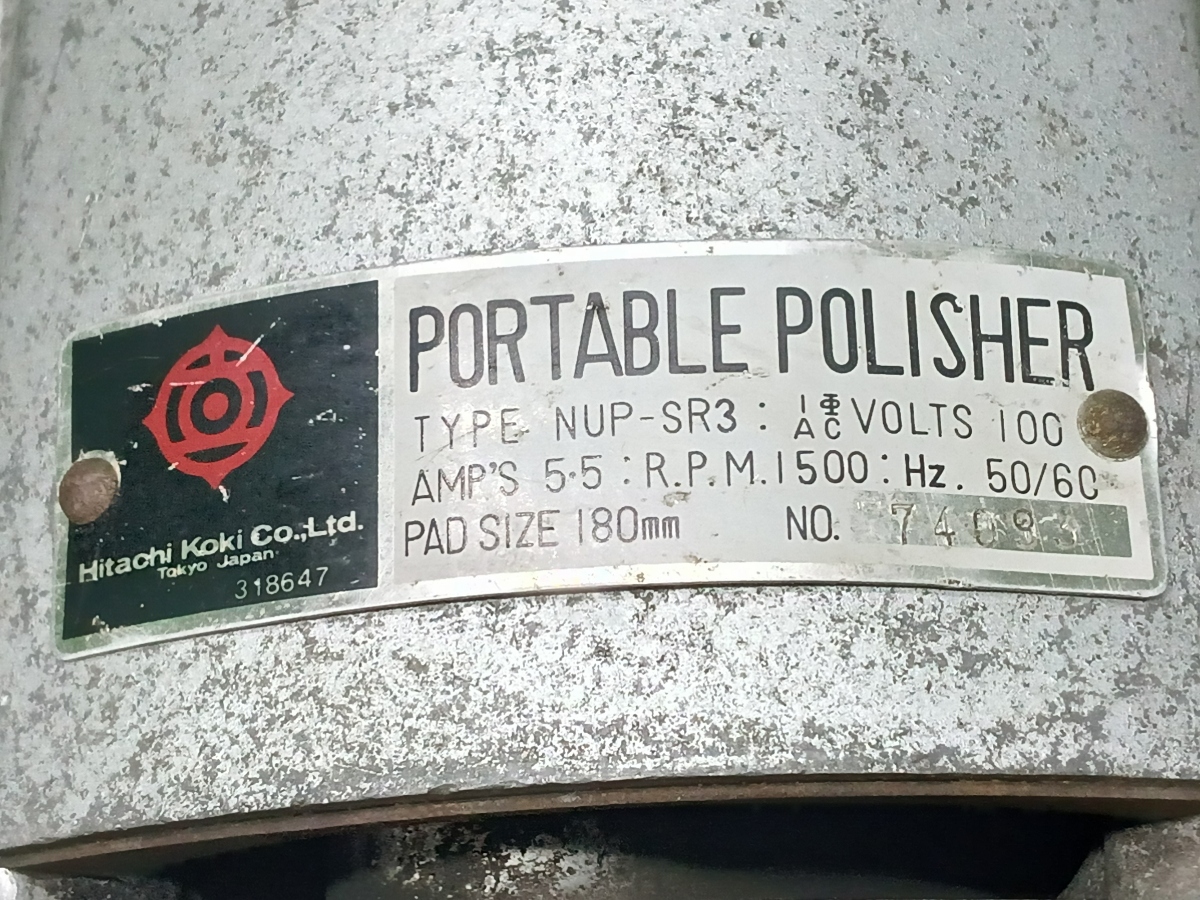 PORTABLE POLISHER
TYPE NUP-SR3 : 1Φ AC VOLTS 100
AMP'S 5.5 : R.P.M. 1500 : Hz. 50/60
PAD SIZE 180mm NO. 74093
Hitachi Koki Co.,Ltd.
Tokyo Japan
318647